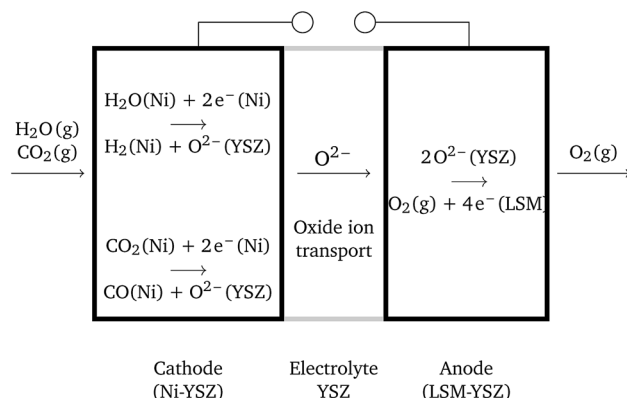 H₂O(g)
CO₂(g)
H₂O(Ni) + 2e⁻(Ni)
⟶
H₂(Ni) + O²⁻(YSZ)
CO₂(Ni) + 2e⁻(Ni)
⟶
CO(Ni) + O²⁻(YSZ)
O²⁻
Oxide ion
transport
2O²⁻(YSZ)
⟶
O₂(g) + 4e⁻(LSM)
O₂(g)
Cathode
(Ni-YSZ)
Electrolyte
YSZ
Anode
(LSM-YSZ)